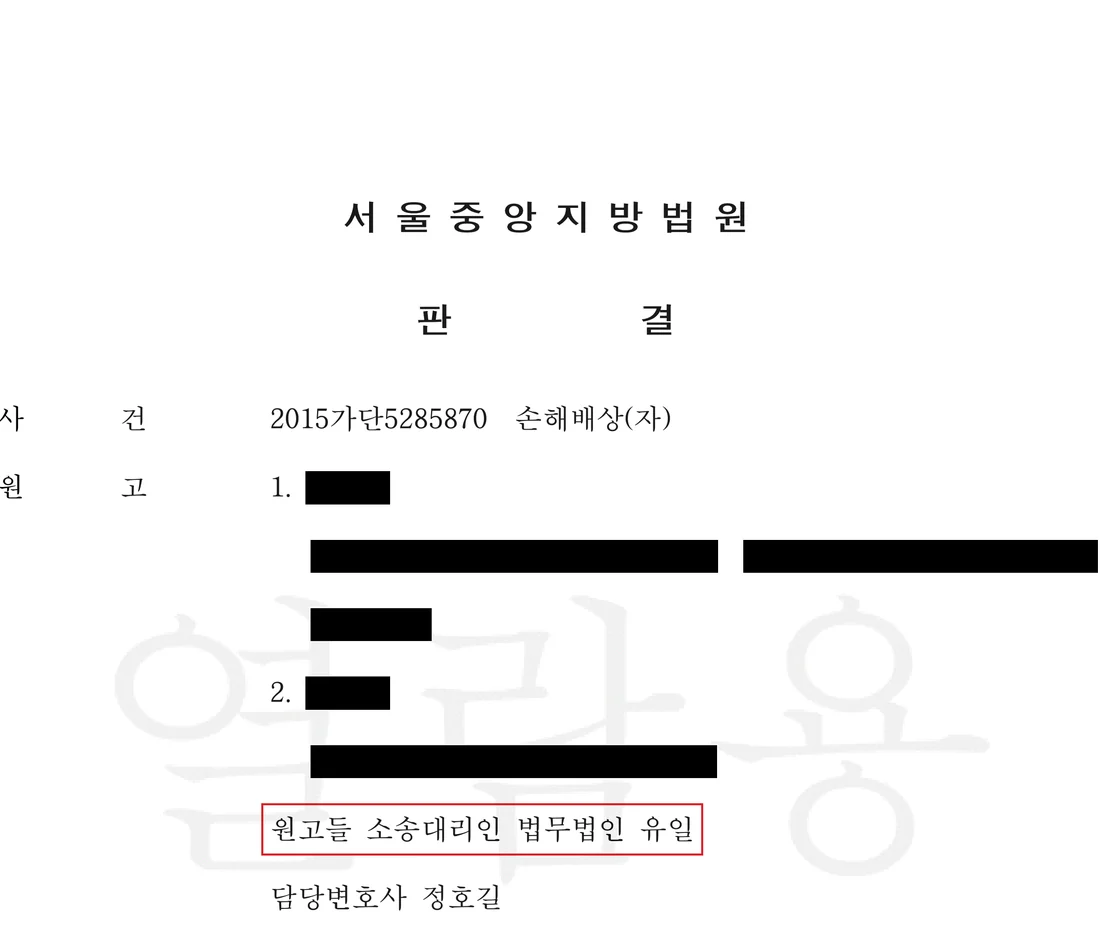 서울중앙지방법원
판 결
사 건 2015가단5285870 손해배상(자)
원 고 1.
2.
원고들 소송대리인 법무법인 유일
담당변호사 정호길
열람용